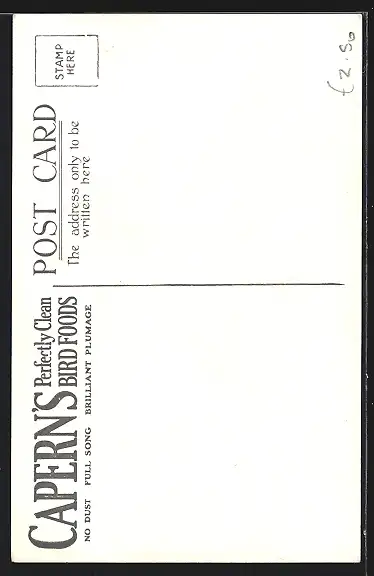 CAPERN'S Perfectly Clean
BIRD FOODS
NO DUST FULL SONG BRILLIANT PLUMAGE
POST CARD
The address only to be
written here
STAMP
HERE
£2.50